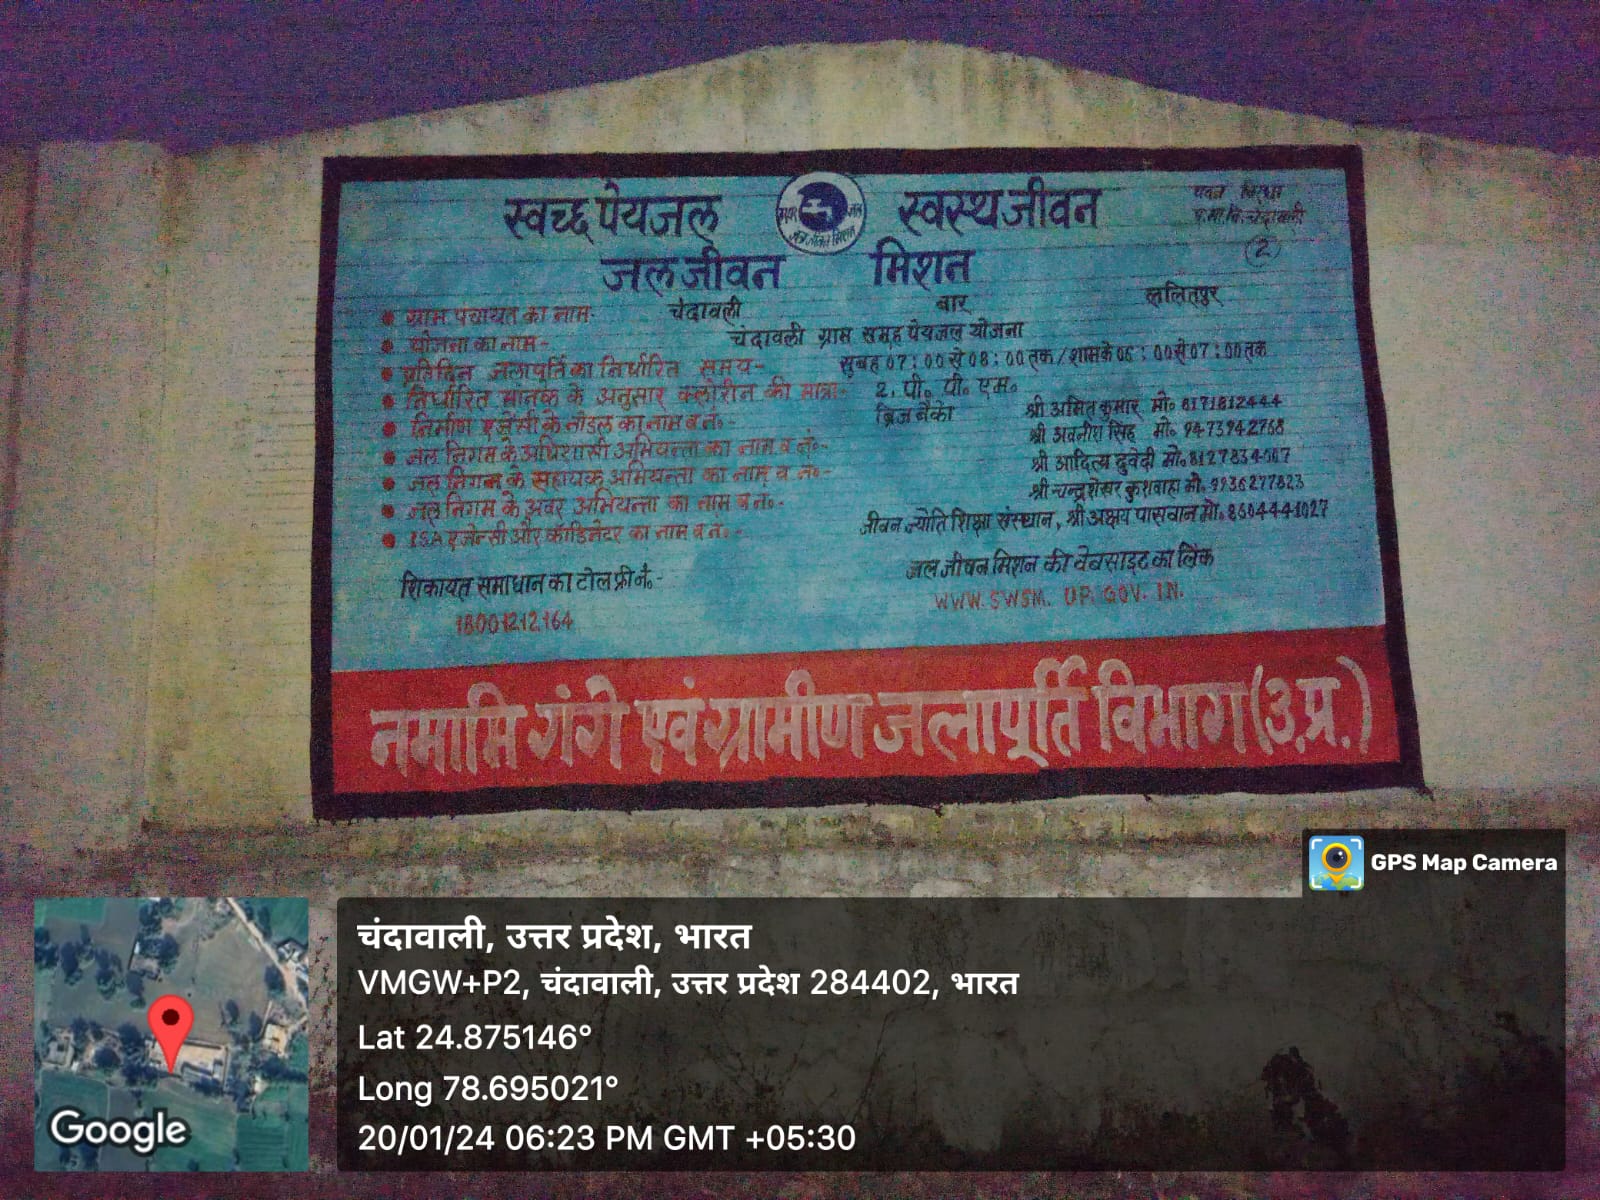 स्वच्छ पेयजल स्वस्थ जीवन
जल जीवन मिशन
(2)
ग्राम पंचायत का नाम- चंदावली बार ललितपुर
योजना का नाम- चंदावली ग्राम समूह पेयजल योजना
प्रतिदिन जलापूर्ति का निर्धारित समय- सुबह 07:00 से 08:00 तक / शाम के 06:00 से 07:00 तक
निर्धारित मानक के अनुसार क्लोरीन की मात्रा- 2. पी. पी. एम.
निर्माण एजेंसी के नोडल का नाम व नं.- ब्रिज बैका श्री अमित कुमार मो. 6171812444
जल निगम के अधिशासी अभियन्ता का नाम व नं.- श्री अवनीश सिंह मो. 9473942768
जल निगम के सहायक अभियन्ता का नाम व नं.- श्री आदित्य दुवेदी मो.
जल निगम के अवर अभियन्ता का नाम व नं.- श्री चन्द्रशेखर कुशवाहा मो. 9936277823
ISA एजेन्सी और कॉर्डिनेटर का नाम व नं.- जीवन ज्योति शिक्षा संस्थान, श्री अक्षय पासवान मो.
शिकायत समाधान का टोल फ्री नं.- जल जीवन मिशन की वेबसाइट का लिंक
18001212164 WWW.SWSM.UP.GOV.IN.
नमामि गंगे एवं ग्रामीण जलापूर्ति विभाग (उ.प्र.)
GPS Map Camera
चंदावाली, उत्तर प्रदेश, भारत
VMGW+P2, चंदावाली, उत्तर प्रदेश 284402, भारत
Lat 24.875146°
Long 78.695021°
20/01/24 06:23 PM GMT +05:30
Google